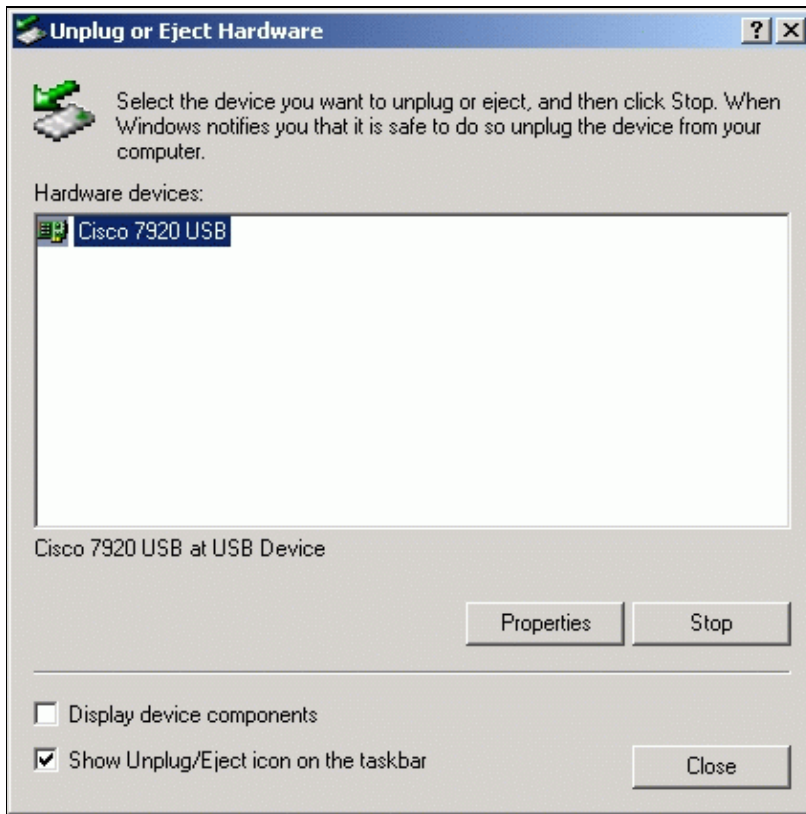 Unplug or Eject Hardware
Select the device you want to unplug or eject, and then click Stop. When
Windows notifies you that it is safe to do so unplug the device from your
computer.
Hardware devices:
Cisco 7920 USB
Cisco 7920 USB at USB Device
Properties
Stop
Display device components
Show Unplug/Eject icon on the taskbar
Close